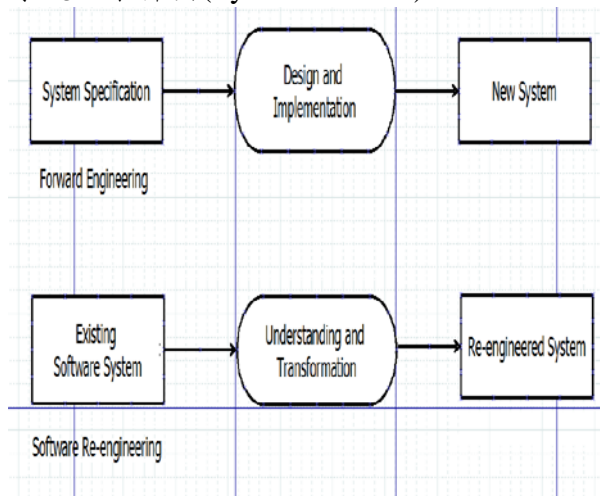 System Specification
Design and
Implementation
New System
Forward Engineering
Existing
Software System
Understanding and
Transformation
Re-engineered System
Software Re-engineering